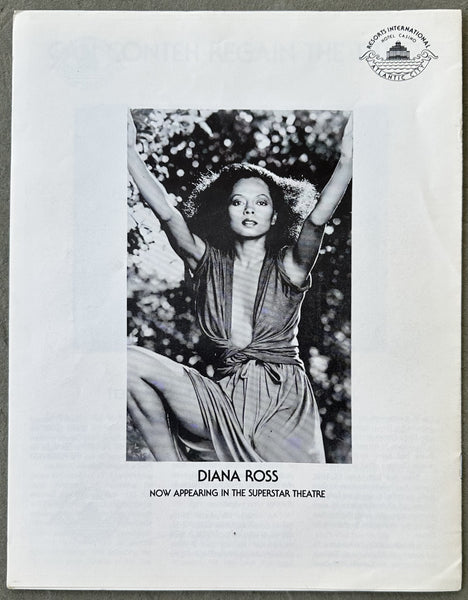 RESORTS INTERNATIONAL
HOTEL CASINO
ATLANTIC CITY
DIANA ROSS
NOW APPEARING IN THE SUPERSTAR THEATRE